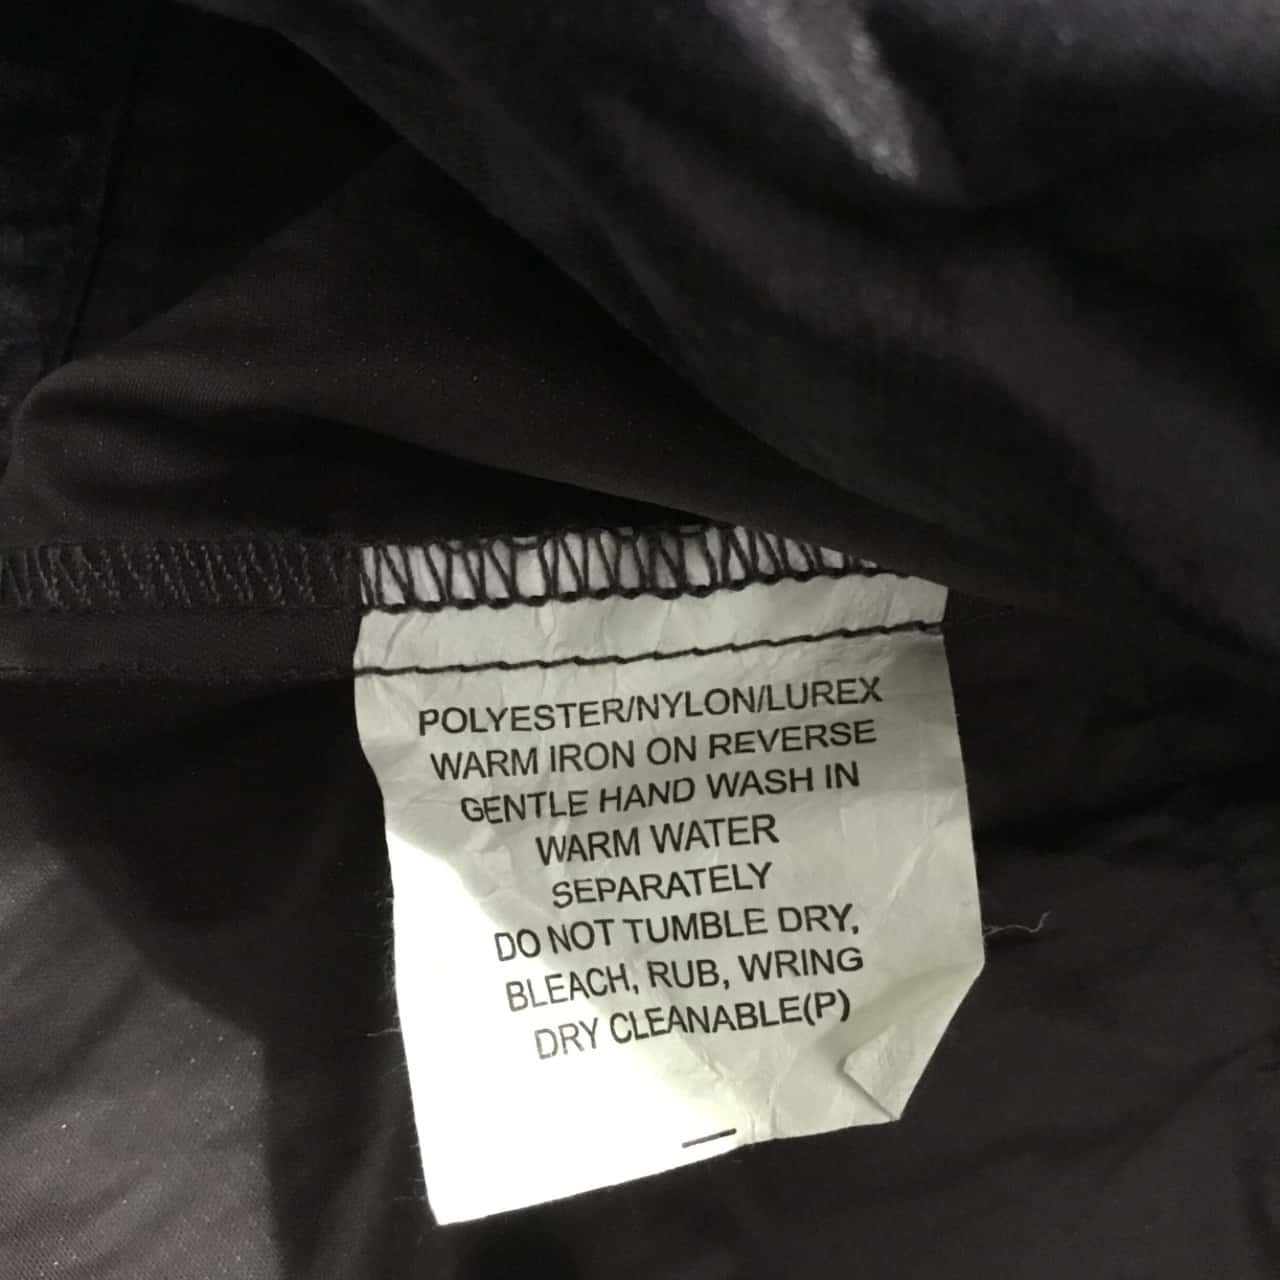 POLYESTER/NYLON/LUREX
WARM IRON ON REVERSE
GENTLE HAND WASH IN
WARM WATER
SEPARATELY
DO NOT TUMBLE DRY,
BLEACH, RUB, WRING
DRY CLEANABLE(P)